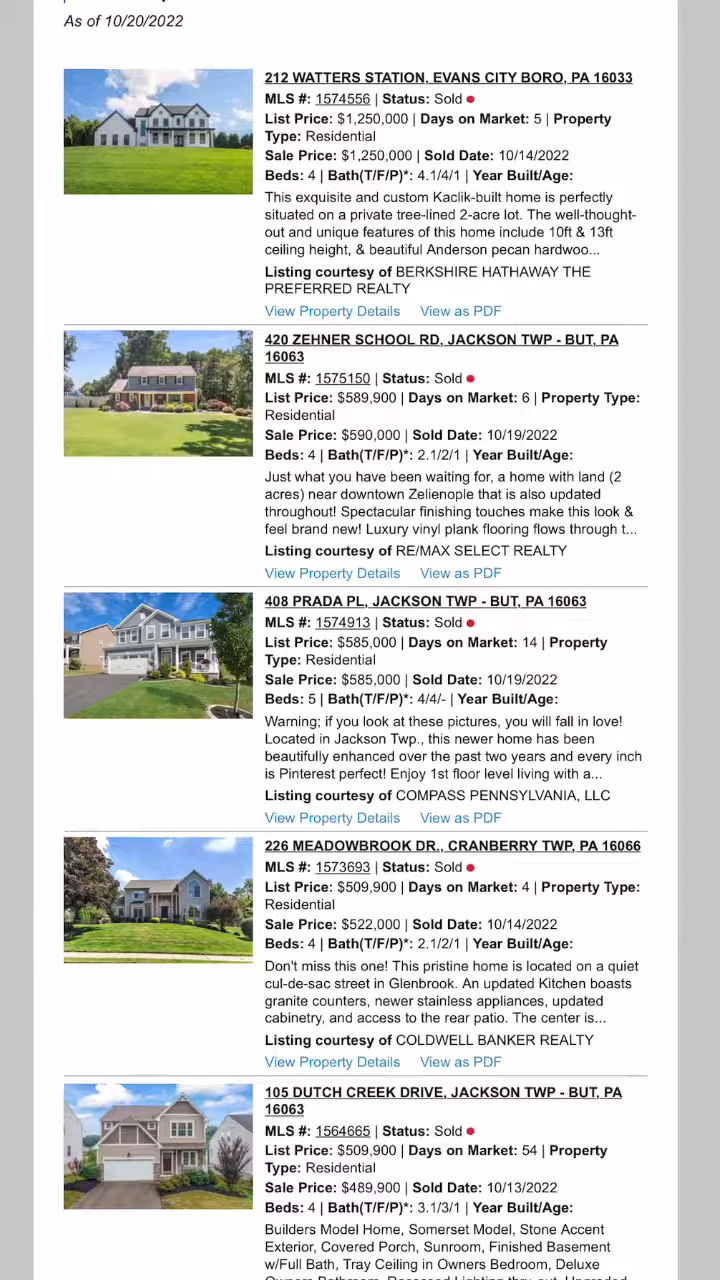 As of 10/20/2022
212 WATTERS STATION, EVANS CITY BORO, PA 16033
MLS #: 1574556 | Status: Sold
List Price: $1,250,000 | Days on Market: 5 | Property
Type: Residential
Sale Price: $1,250,000 | Sold Date: 10/14/2022
Beds: 4 | Bath(T/F/P)*: 4.1/4/1 | Year Built/Age:
This exquisite and custom Kaclik-built home is perfectly
situated on a private tree-lined 2-acre lot. The well-thought-
out and unique features of this home include 10ft & 13ft
ceiling height, & beautiful Anderson pecan hardwoo...
Listing courtesy of BERKSHIRE HATHAWAY THE
PREFERRED REALTY
View Property Details View as PDF
420 ZEHNER SCHOOL RD, JACKSON TWP - BUT, PA
16063
MLS #: 1575150 | Status: Sold
List Price: $589,900 | Days on Market: 6 | Property Type:
Residential
Sale Price: $590,000 | Sold Date: 10/19/2022
Beds: 4 | Bath(T/F/P)*: 2.1/2/1 | Year Built/Age:
Just what you have been waiting for, a home with land (2
acres) near downtown Zelienople that is also updated
throughout! Spectacular finishing touches make this look &
feel brand new! Luxury vinyl plank flooring flows through t...
Listing courtesy of RE/MAX SELECT REALTY
View Property Details View as PDF
408 PRADA PL, JACKSON TWP - BUT, PA 16063
MLS #: 1574913 | Status: Sold
List Price: $585,000 | Days on Market: 14 | Property
Type: Residential
Sale Price: $585,000 | Sold Date: 10/19/2022
Beds: 5 | Bath(T/F/P)*: 4/4/- | Year Built/Age:
Warning; if you look at these pictures, you will fall in love!
Located in Jackson Twp., this newer home has been
beautifully enhanced over the past two years and every inch
is Pinterest perfect! Enjoy 1st floor level living with a...
Listing courtesy of COMPASS PENNSYLVANIA, LLC
View Property Details View as PDF
226 MEADOWBROOK DR., CRANBERRY TWP, PA 16066
MLS #: 1573693 | Status: Sold
List Price: $509,900 | Days on Market: 4 | Property Type:
Residential
Sale Price: $522,000 | Sold Date: 10/14/2022
Beds: 4 | Bath(T/F/P)*: 2.1/2/1 | Year Built/Age:
Don't miss this one! This pristine home is located on a quiet
cul-de-sac street in Glenbrook. An updated Kitchen boasts
granite counters, newer stainless appliances, updated
cabinetry, and access to the rear patio. The center is...
Listing courtesy of COLDWELL BANKER REALTY
View Property Details View as PDF
105 DUTCH CREEK DRIVE, JACKSON TWP - BUT, PA
16063
MLS #: 1564665 | Status: Sold
List Price: $509,900 | Days on Market: 54 | Property
Type: Residential
Sale Price: $489,900 | Sold Date: 10/13/2022
Beds: 4 | Bath(T/F/P)*: 3.1/3/1 | Year Built/Age:
Builders Model Home, Somerset Model, Stone Accent
Exterior, Covered Porch, Sunroom, Finished Basement
w/Full Bath, Tray Ceiling in Owners Bedroom, Deluxe